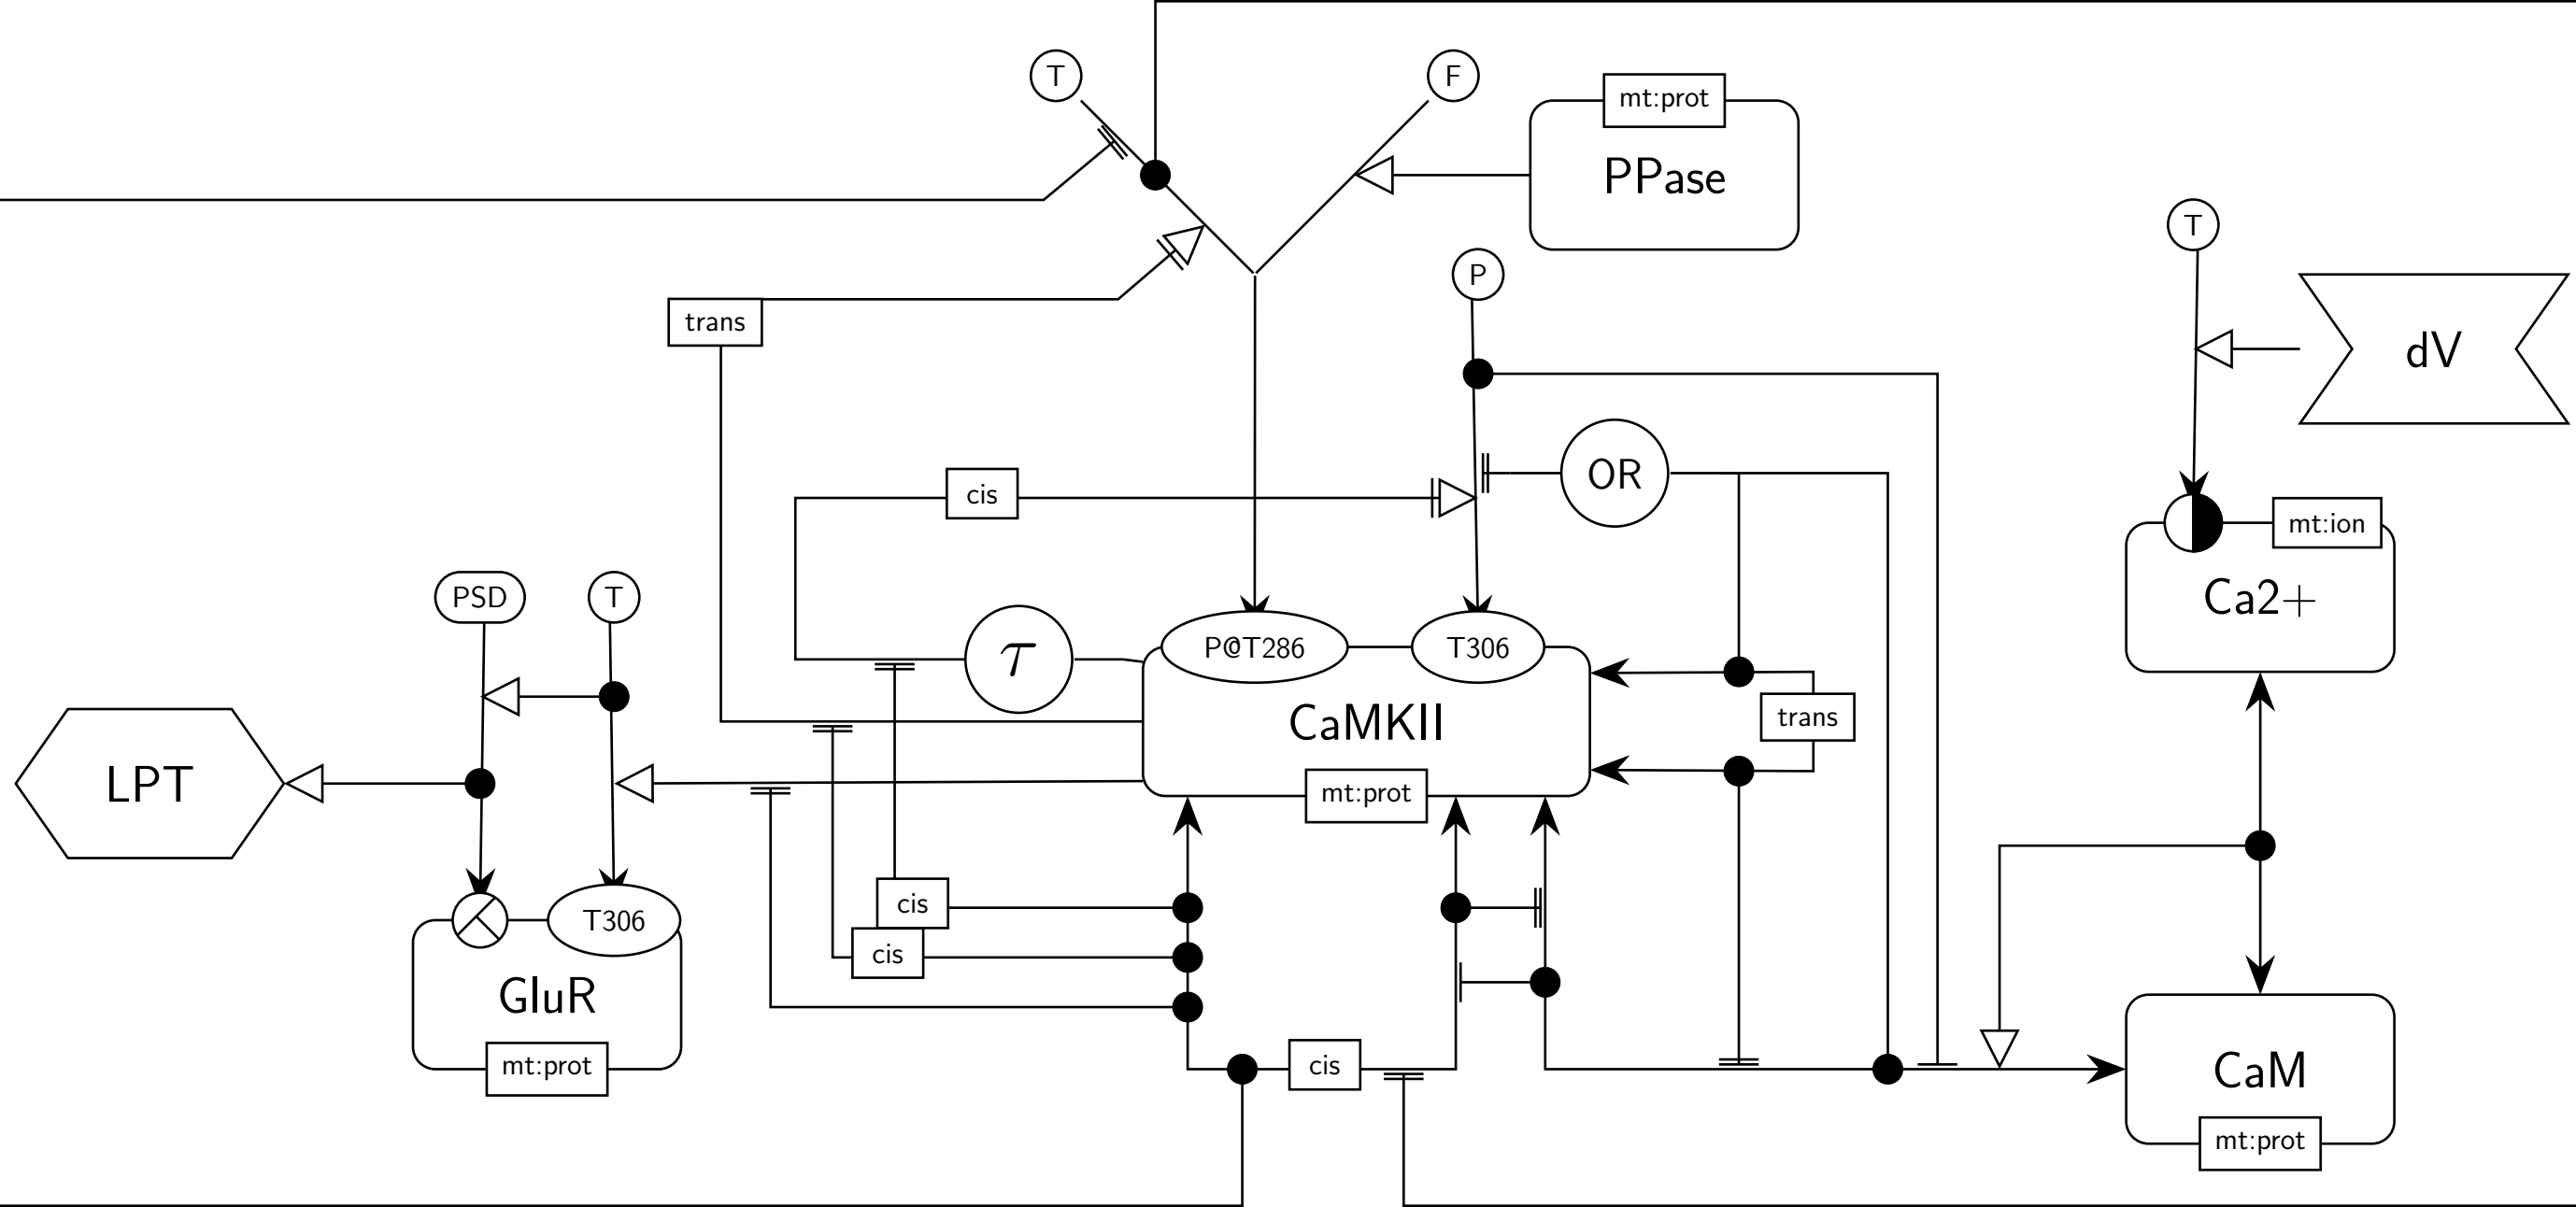 T
F
mt:prot
PPase
T
P
trans
dV
OR
cis
mt:ion
Ca2+
PSD
T
τ
P@T286
T306
CaMKII
trans
LPT
mt:prot
cis
T306
cis
GluR
cis
CaM
mt:prot
mt:prot